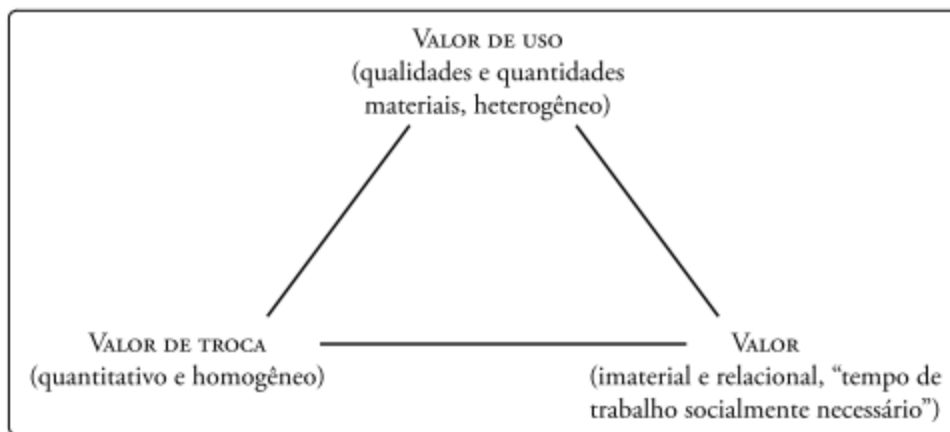 VALOR DE USO
(qualidades e quantidades
materiais, heterogêneo)
VALOR DE TROCA
(quantitativo e homogêneo)
VALOR
(imaterial e relacional, “tempo de
trabalho socialmente necessário”)